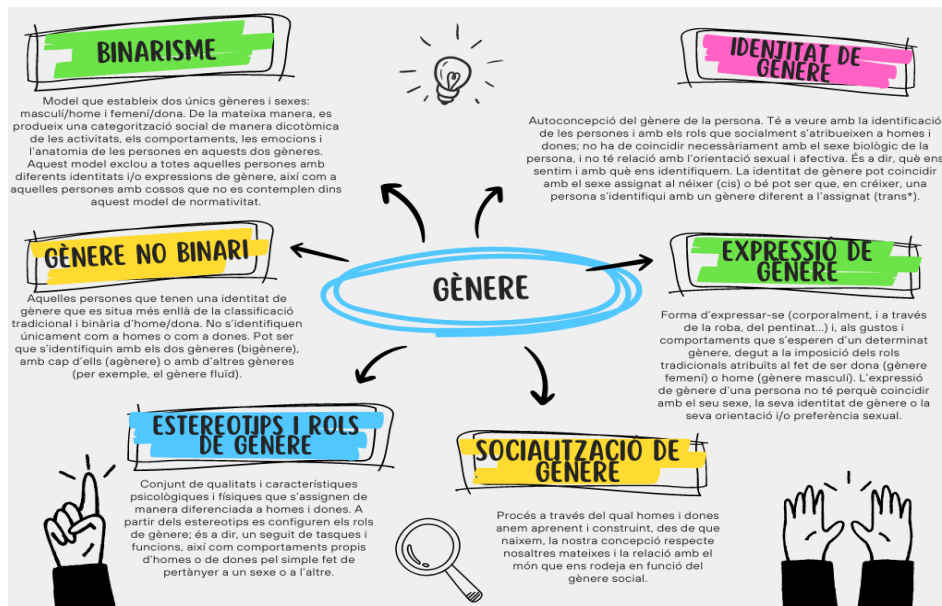 BINARISME
Model que estableix dos únics gèneres i sexes:
masculí/home i femení/dona. De la mateixa manera, es
produeix una categorització social de manera dicotòmica
de les activitats, els comportaments, les emocions i
l'anatomia de les persones en aquests dos gèneres.
Aquest model exclou a totes aquelles persones amb
diferents identitats i/o expressions de gènere, així com a
aquelles persones amb cossos que no es contemplen dins
aquest model de normativitat.
IDENTITAT DE
GÈNERE
Autoconcepció del gènere de la persona. Té a veure amb la identificació
de les persones i amb els rols que socialment s'atribueixen a homes i
dones; no ha de coincidir necessàriament amb el sexe biològic de la
persona, i no té relació amb l'orientació sexual i afectiva. És a dir, què ens
sentim i amb què ens identifiquem. La identitat de gènere pot coincidir
amb el sexe assignat al néixer (cis) o bé pot ser que, en créixer, una
persona s'identifiqui amb un gènere diferent a l'assignat (trans*).
GÈNERE NO BINARI
Aquelles persones que tenen una identitat de
gènere que es situa més enllà de la classificació
tradicional i binària d'home/dona. No s'identifiquen
únicament com a homes o com a dones. Pot ser
que s'identifiquin amb els dos gèneres (bigènere),
amb cap d'ells (agènere) o amb d'altres gèneres
(per exemple, el gènere fluïd).
GÈNERE
EXPRESSIÓ DE
GÈNERE
Forma d'expressar-se (corporalment, i a través
de la roba, del pentinat...) i, als gustos i
comportaments que s'esperen d'un determinat
gènere, degut a la imposició dels rols
tradicionals atribuïts al fet de ser dona (gènere
femení) o home (gènere masculí). L'expressió
de gènere d'una persona no té perquè coincidir
amb el seu sexe, la seva identitat de gènere o la
seva orientació i/o preferència sexual.
ESTEREOTIPS I ROLS
DE GÈNERE
Conjunt de qualitats i característiques
psicològiques i físiques que s'assignen de
manera diferenciada a homes i dones. A
partir dels estereotips es configuren els rols
de gènere; és a dir, un seguit de tasques i
funcions, així com comportaments propis
d'homes o de dones pel simple fet de
pertànyer a un sexe o a l'altre.
SOCIALITZACIÓ DE
GÈNERE
Procés a través del qual homes i dones
anem aprenent i construint, des de que
naixem, la nostra concepció respecte
nosaltres mateixes i la relació amb el
món que ens rodeja en funció del
gènere social.